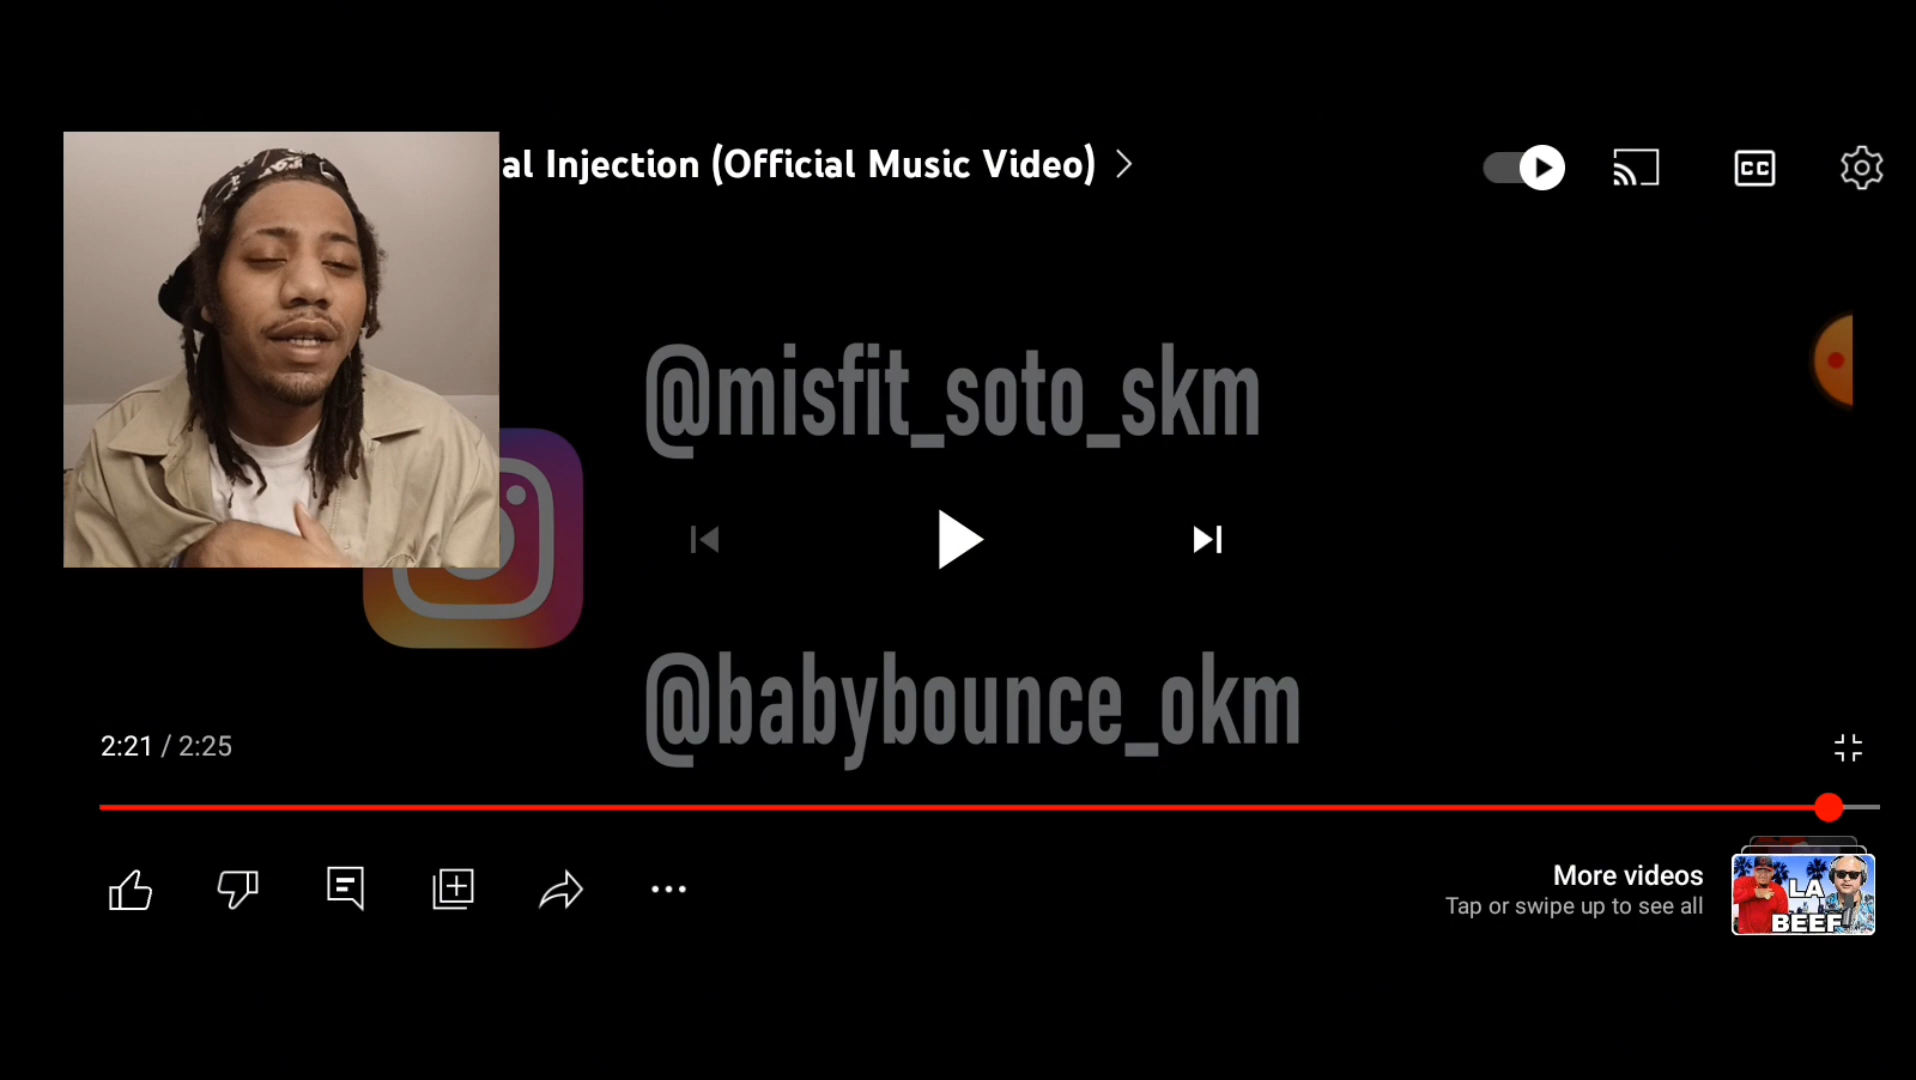 al Injection (Official Music Video)
CC
@misfit_soto_skm
@babybounce_okm
2:21 / 2:25
More videos
Tap or swipe up to see all
LA
BEEF